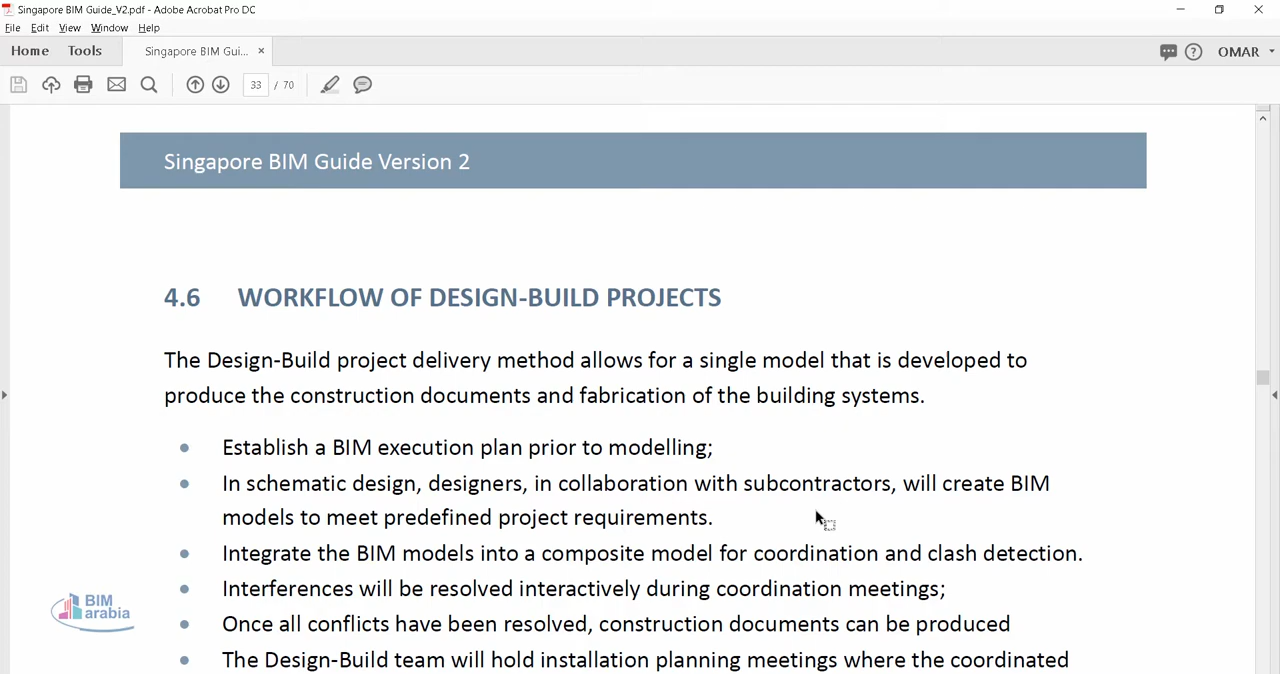 Singapore BIM Guide_V2.pdf - Adobe Acrobat Pro DC
File Edit View Window Help
Home Tools Singapore BIM Gui... × OMAR
33 / 70
Singapore BIM Guide Version 2
4.6 WORKFLOW OF DESIGN-BUILD PROJECTS
The Design-Build project delivery method allows for a single model that is developed to
produce the construction documents and fabrication of the building systems.
• Establish a BIM execution plan prior to modelling;
• In schematic design, designers, in collaboration with subcontractors, will create BIM
models to meet predefined project requirements.
• Integrate the BIM models into a composite model for coordination and clash detection.
• Interferences will be resolved interactively during coordination meetings;
• Once all conflicts have been resolved, construction documents can be produced
• The Design-Build team will hold installation planning meetings where the coordinated
BIM
arabia